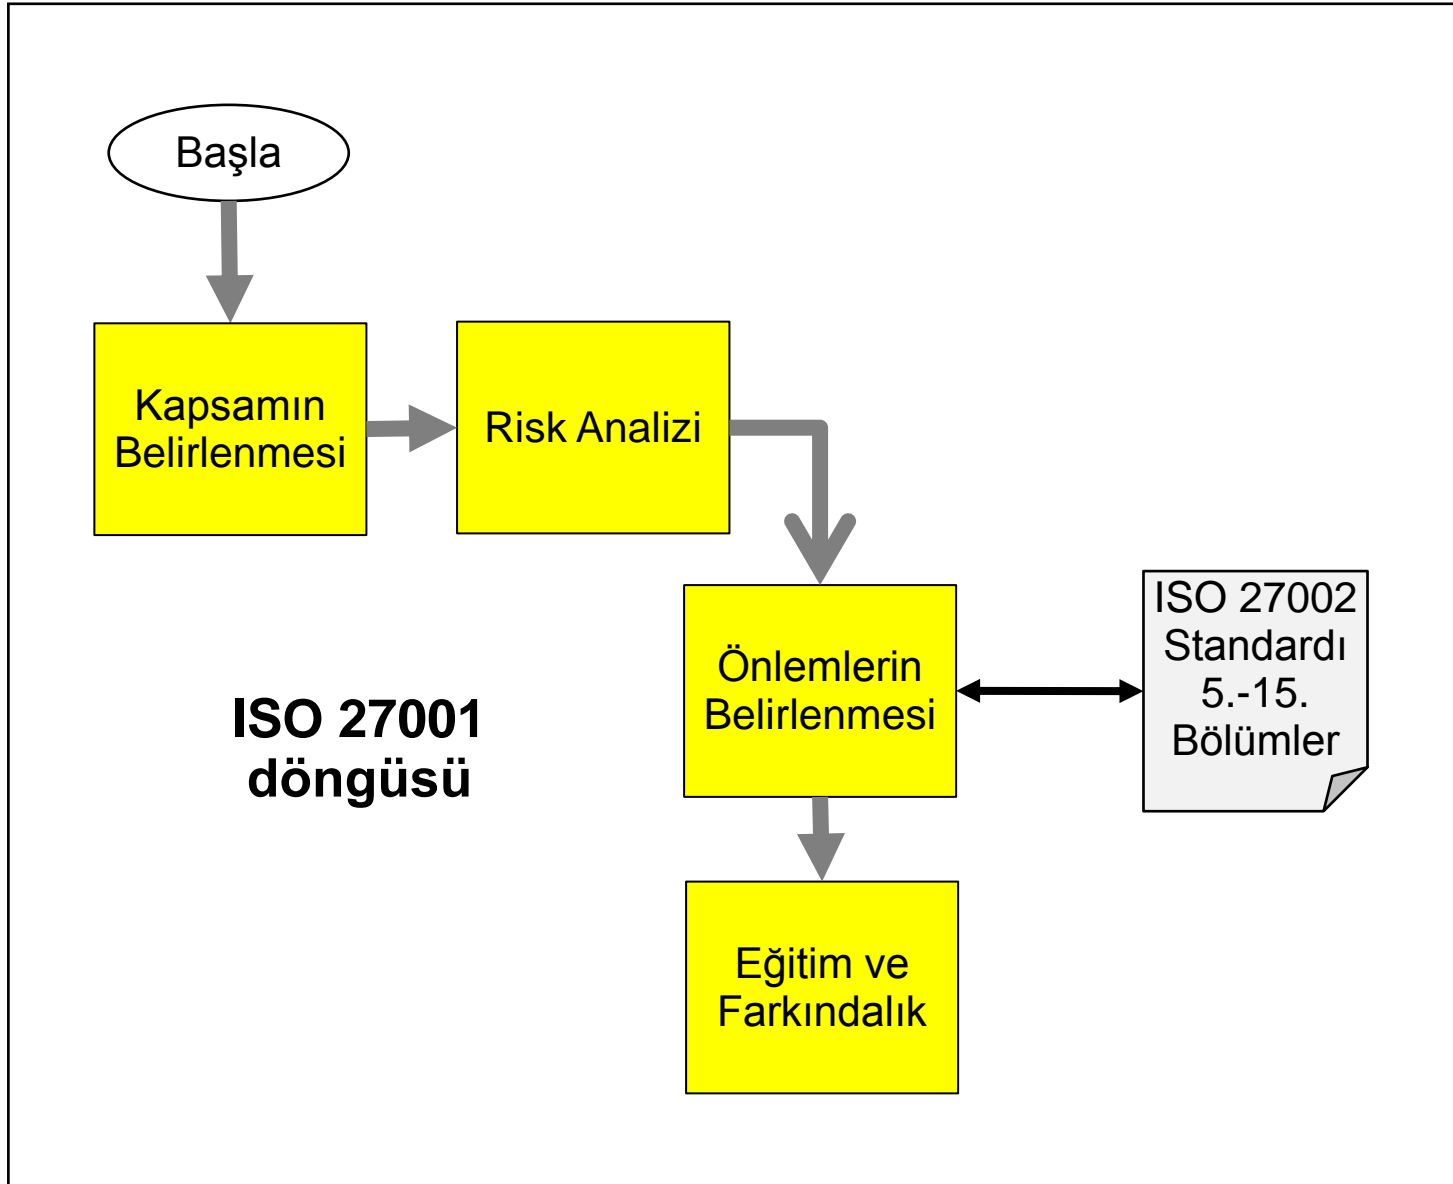 Başla
Kapsamın
Belirlenmesi
Risk Analizi
Önlemlerin
Belirlenmesi
ISO 27002
Standardı
5.-15.
Bölümler
ISO 27001
döngüsü
Eğitim ve
Farkındalık